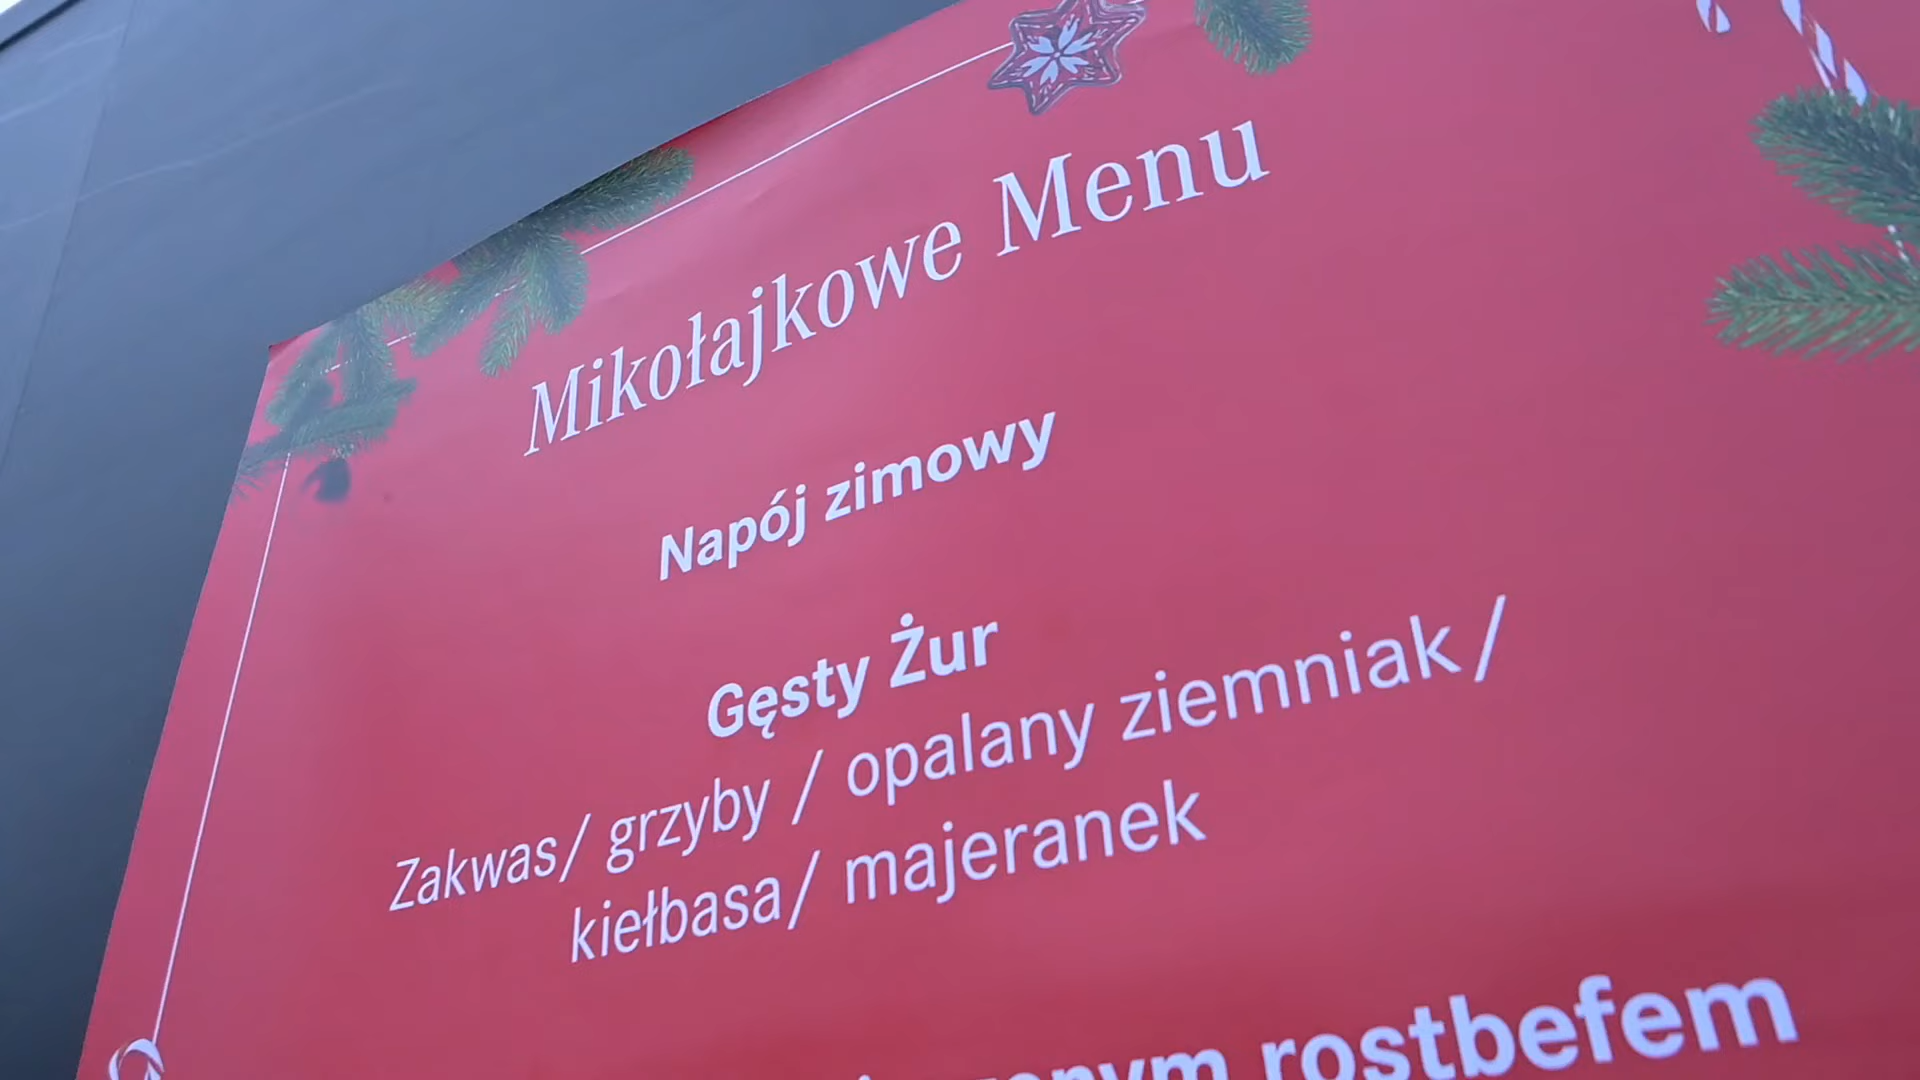 Mikołajkowe Menu
Napój zimowy
Gęsty Żur
Zakwas/ grzyby / opalany ziemniak /
kiełbasa/ majeranek
rostbefem